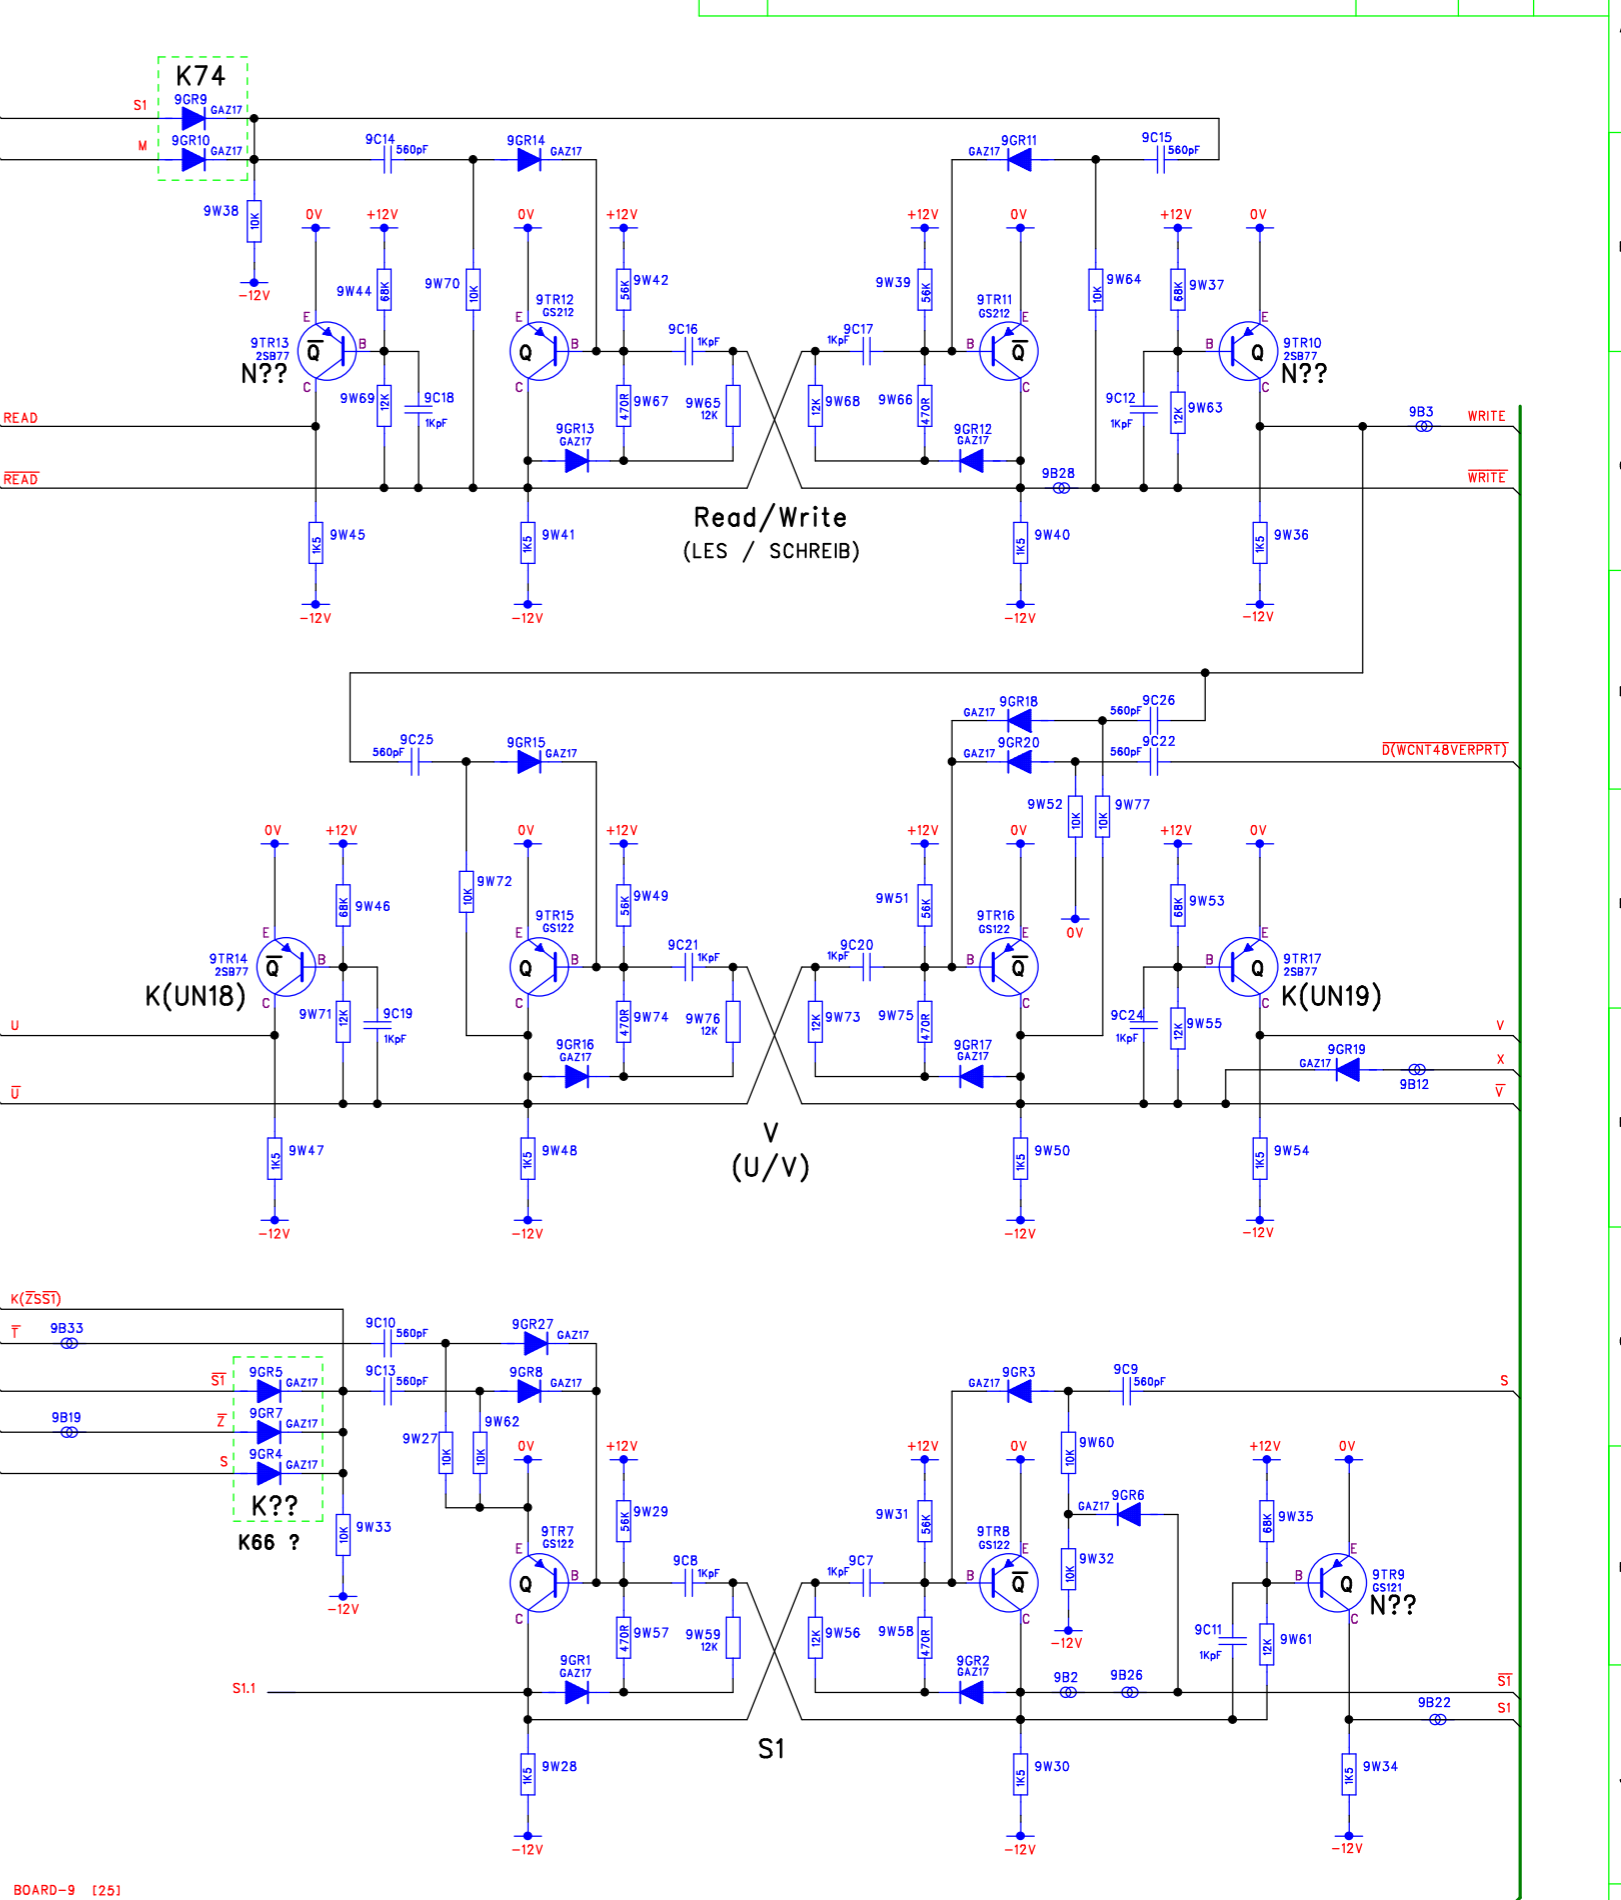 K74
S1
9GR9
GAZ17
M
9GR10
GAZ17
9C14
560pF
9GR14
GAZ17
9GR11
GAZ17
9C15
560pF
9W38
10K
-12V
0V
+12V
0V
+12V
+12V
0V
+12V
0V
9W44
68K
9W70
10K
9W42
56K
9W39
56K
9W64
10K
9W37
68K
9TR13
2SB77
N??
E
Q̅
B
C
9TR12
GS212
E
Q
B
C
9C16
1KpF
9C17
1KpF
9TR11
GS212
E
Q̅
B
C
9TR10
2SB77
N??
E
Q
B
C
9W69
12K
9C18
1KpF
9W67
470R
9W65
12K
9W68
12K
9W66
470R
9C12
1KpF
9W63
12K
9GR13
GAZ17
9GR12
GAZ17
READ
R̅E̅A̅D̅
9B28
9B3
WRITE
W̅R̅I̅T̅E̅
Read/Write
(LES / SCHREIB)
9W45
1K5
9W41
1K5
9W40
1K5
9W36
1K5
-12V
-12V
-12V
-12V
9C25
560pF
9GR15
GAZ17
9GR18
GAZ17
9C26
560pF
9GR20
GAZ17
9C22
560pF
D̅(̅W̅C̅N̅T̅4̅8̅V̅E̅R̅P̅R̅T̅)̅
9W52
10K
9W77
10K
0V
0V
+12V
0V
+12V
+12V
0V
+12V
0V
9W46
68K
9W72
10K
9W49
56K
9W51
56K
9W53
68K
9TR14
2SB77
K(UN18)
E
Q̅
B
C
9TR15
GS122
E
Q
B
C
9C21
1KpF
9C20
1KpF
9TR16
GS122
E
Q̅
B
C
9TR17
2SB77
K(UN19)
E
Q
B
C
9W71
12K
9C19
1KpF
9W74
470R
9W76
12K
9W73
12K
9W75
470R
9C24
1KpF
9W55
12K
9GR16
GAZ17
9GR17
GAZ17
9GR19
GAZ17
9B12
U
U̅
V
X
V̅
V
(U/V)
9W47
1K5
9W48
1K5
9W50
1K5
9W54
1K5
-12V
-12V
-12V
-12V
K(Z̅SS̅1̅)
T̅
9B33
9C10
560pF
9GR27
GAZ17
S̅1̅
9GR5
GAZ17
9C13
560pF
9GR8
GAZ17
9GR3
GAZ17
9C9
560pF
S
9B19
Z̅
9GR7
GAZ17
S
9GR4
GAZ17
K??
K66 ?
9W33
10K
-12V
9W27
10K
9W62
10K
0V
+12V
+12V
0V
9W60
10K
+12V
0V
9GR6
GAZ17
9W29
56K
9W31
56K
9W32
10K
-12V
9W35
68K
9TR7
GS122
E
Q
B
C
9C8
1KpF
9C7
1KpF
9TR8
GS122
E
Q̅
B
C
9TR9
GS121
N??
E
Q
B
C
9W57
470R
9W59
12K
9W56
12K
9W58
470R
9C11
1KpF
9W61
12K
S1.1
9GR1
GAZ17
9GR2
GAZ17
9B2
9B26
S̅1̅
9B22
S1
S1
9W28
1K5
9W30
1K5
9W34
1K5
-12V
-12V
-12V
BOARD-9 [25]